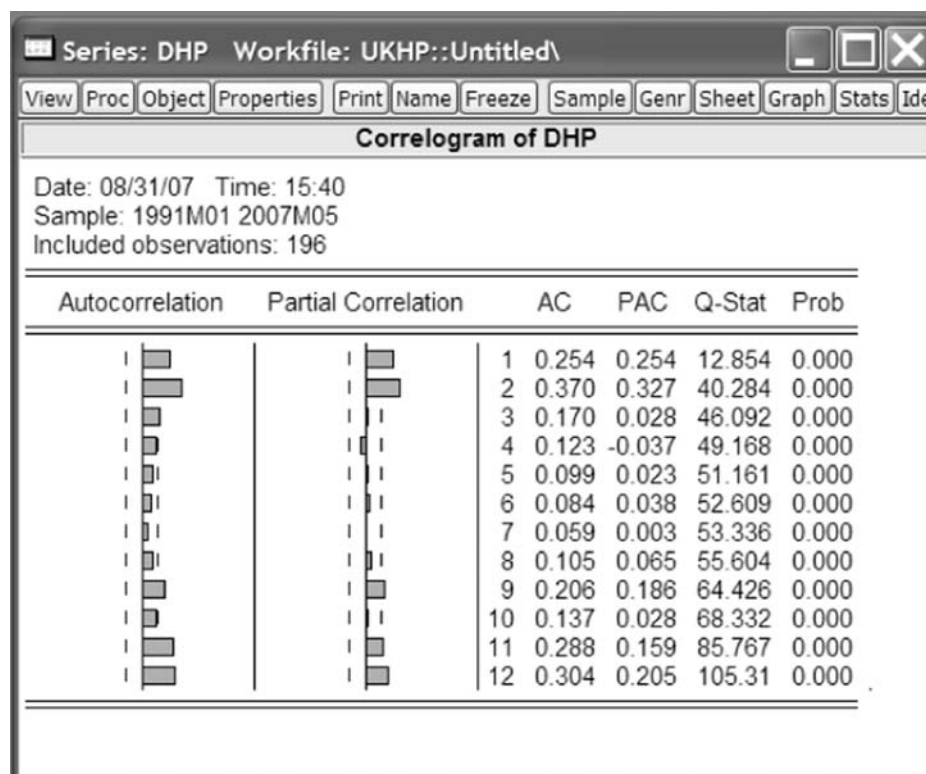 Series: DHP Workfile: UKHP::Untitled\
View Proc Object Properties Print Name Freeze Sample Genr Sheet Graph Stats Ide
Correlogram of DHP
Date: 08/31/07 Time: 15:40
Sample: 1991M01 2007M05
Included observations: 196
Autocorrelation Partial Correlation AC PAC Q-Stat Prob
1 0.254 0.254 12.854 0.000
2 0.370 0.327 40.284 0.000
3 0.170 0.028 46.092 0.000
4 0.123 -0.037 49.168 0.000
5 0.099 0.023 51.161 0.000
6 0.084 0.038 52.609 0.000
7 0.059 0.003 53.336 0.000
8 0.105 0.065 55.604 0.000
9 0.206 0.186 64.426 0.000
10 0.137 0.028 68.332 0.000
11 0.288 0.159 85.767 0.000
12 0.304 0.205 105.31 0.000